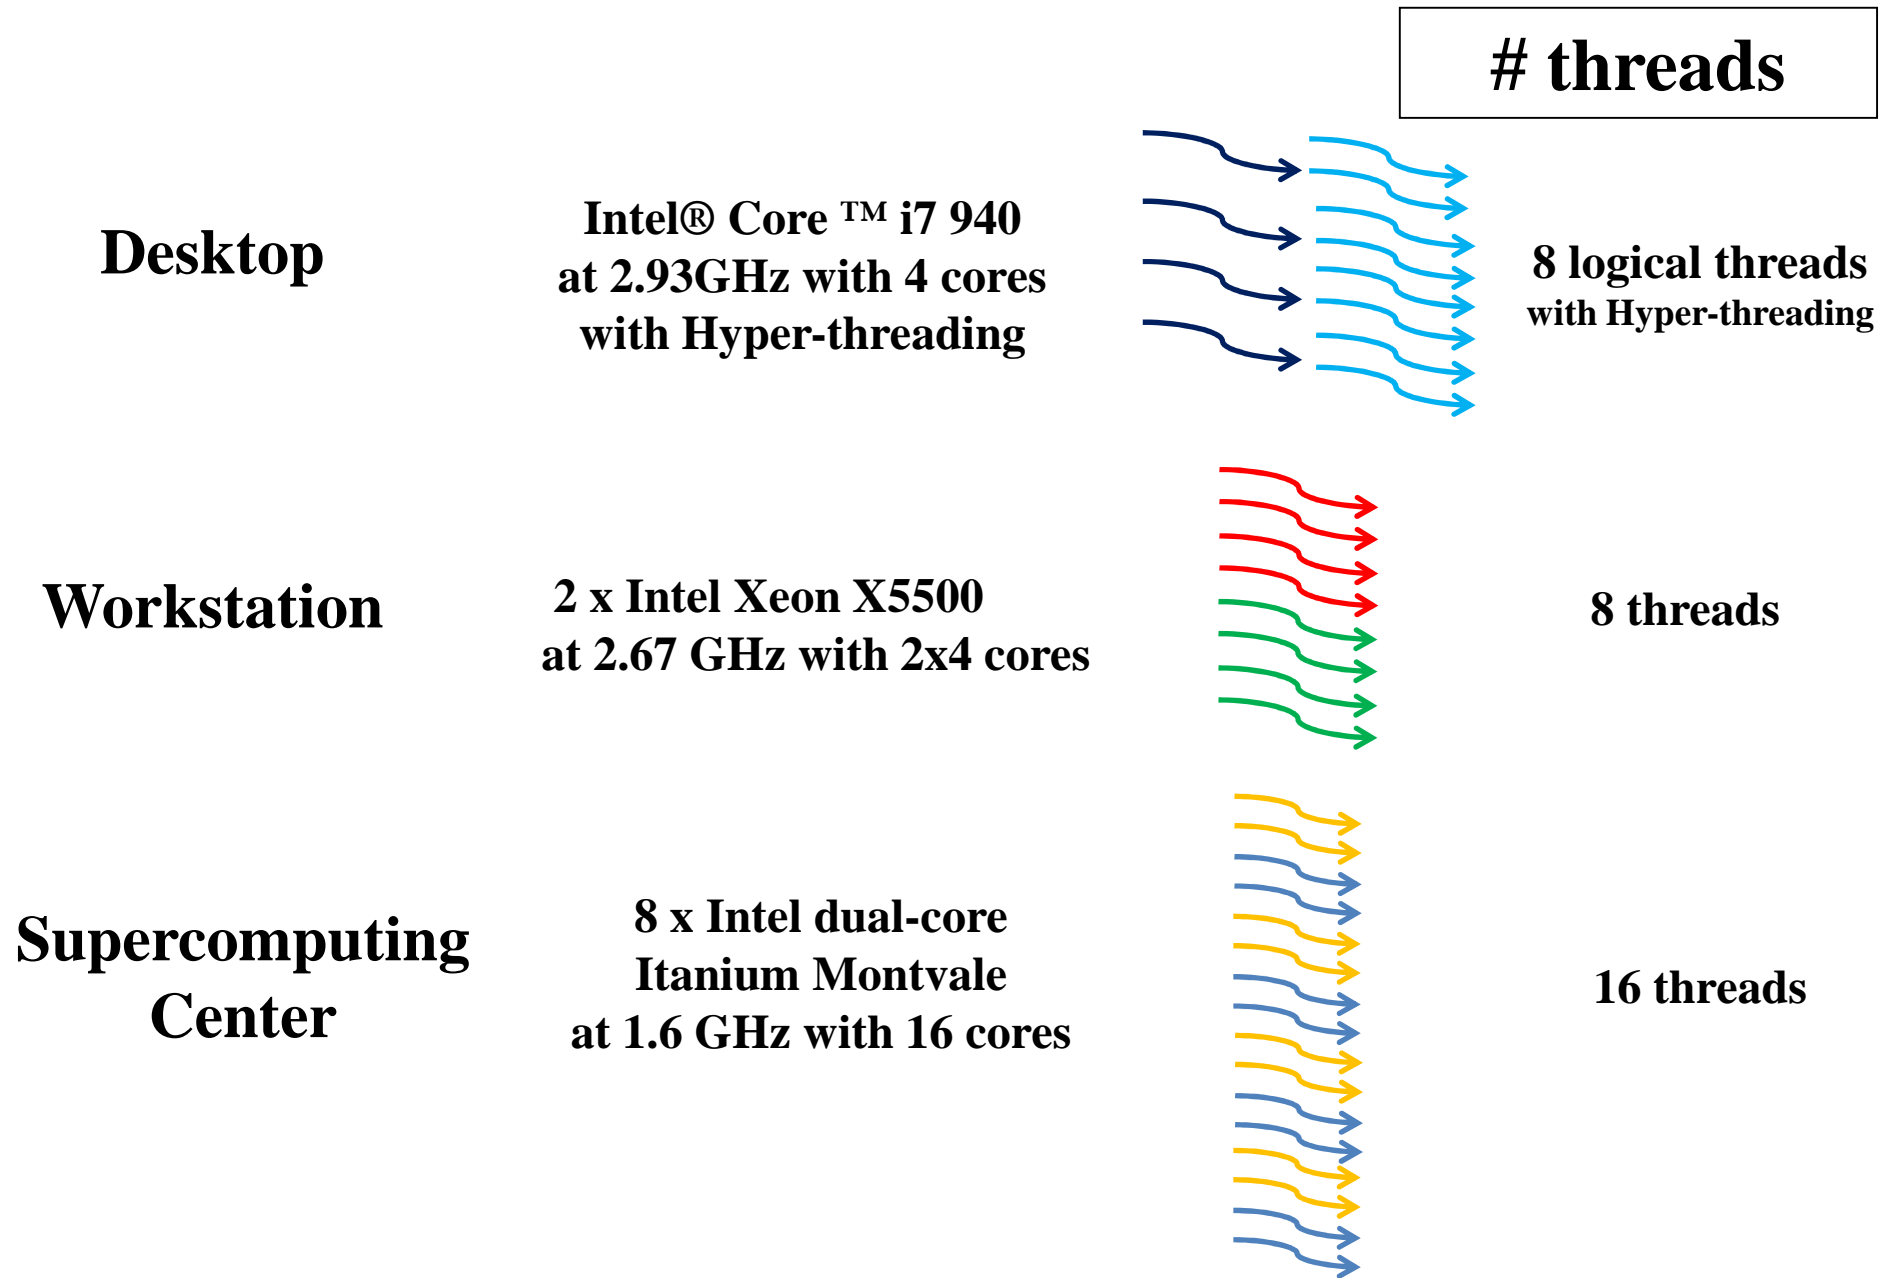 # threads
Desktop
Intel® Core ™ i7 940
at 2.93GHz with 4 cores
with Hyper-threading
8 logical threads
with Hyper-threading
Workstation
2 x Intel Xeon X5500
at 2.67 GHz with 2x4 cores
8 threads
Supercomputing
Center
8 x Intel dual-core
Itanium Montvale
at 1.6 GHz with 16 cores
16 threads